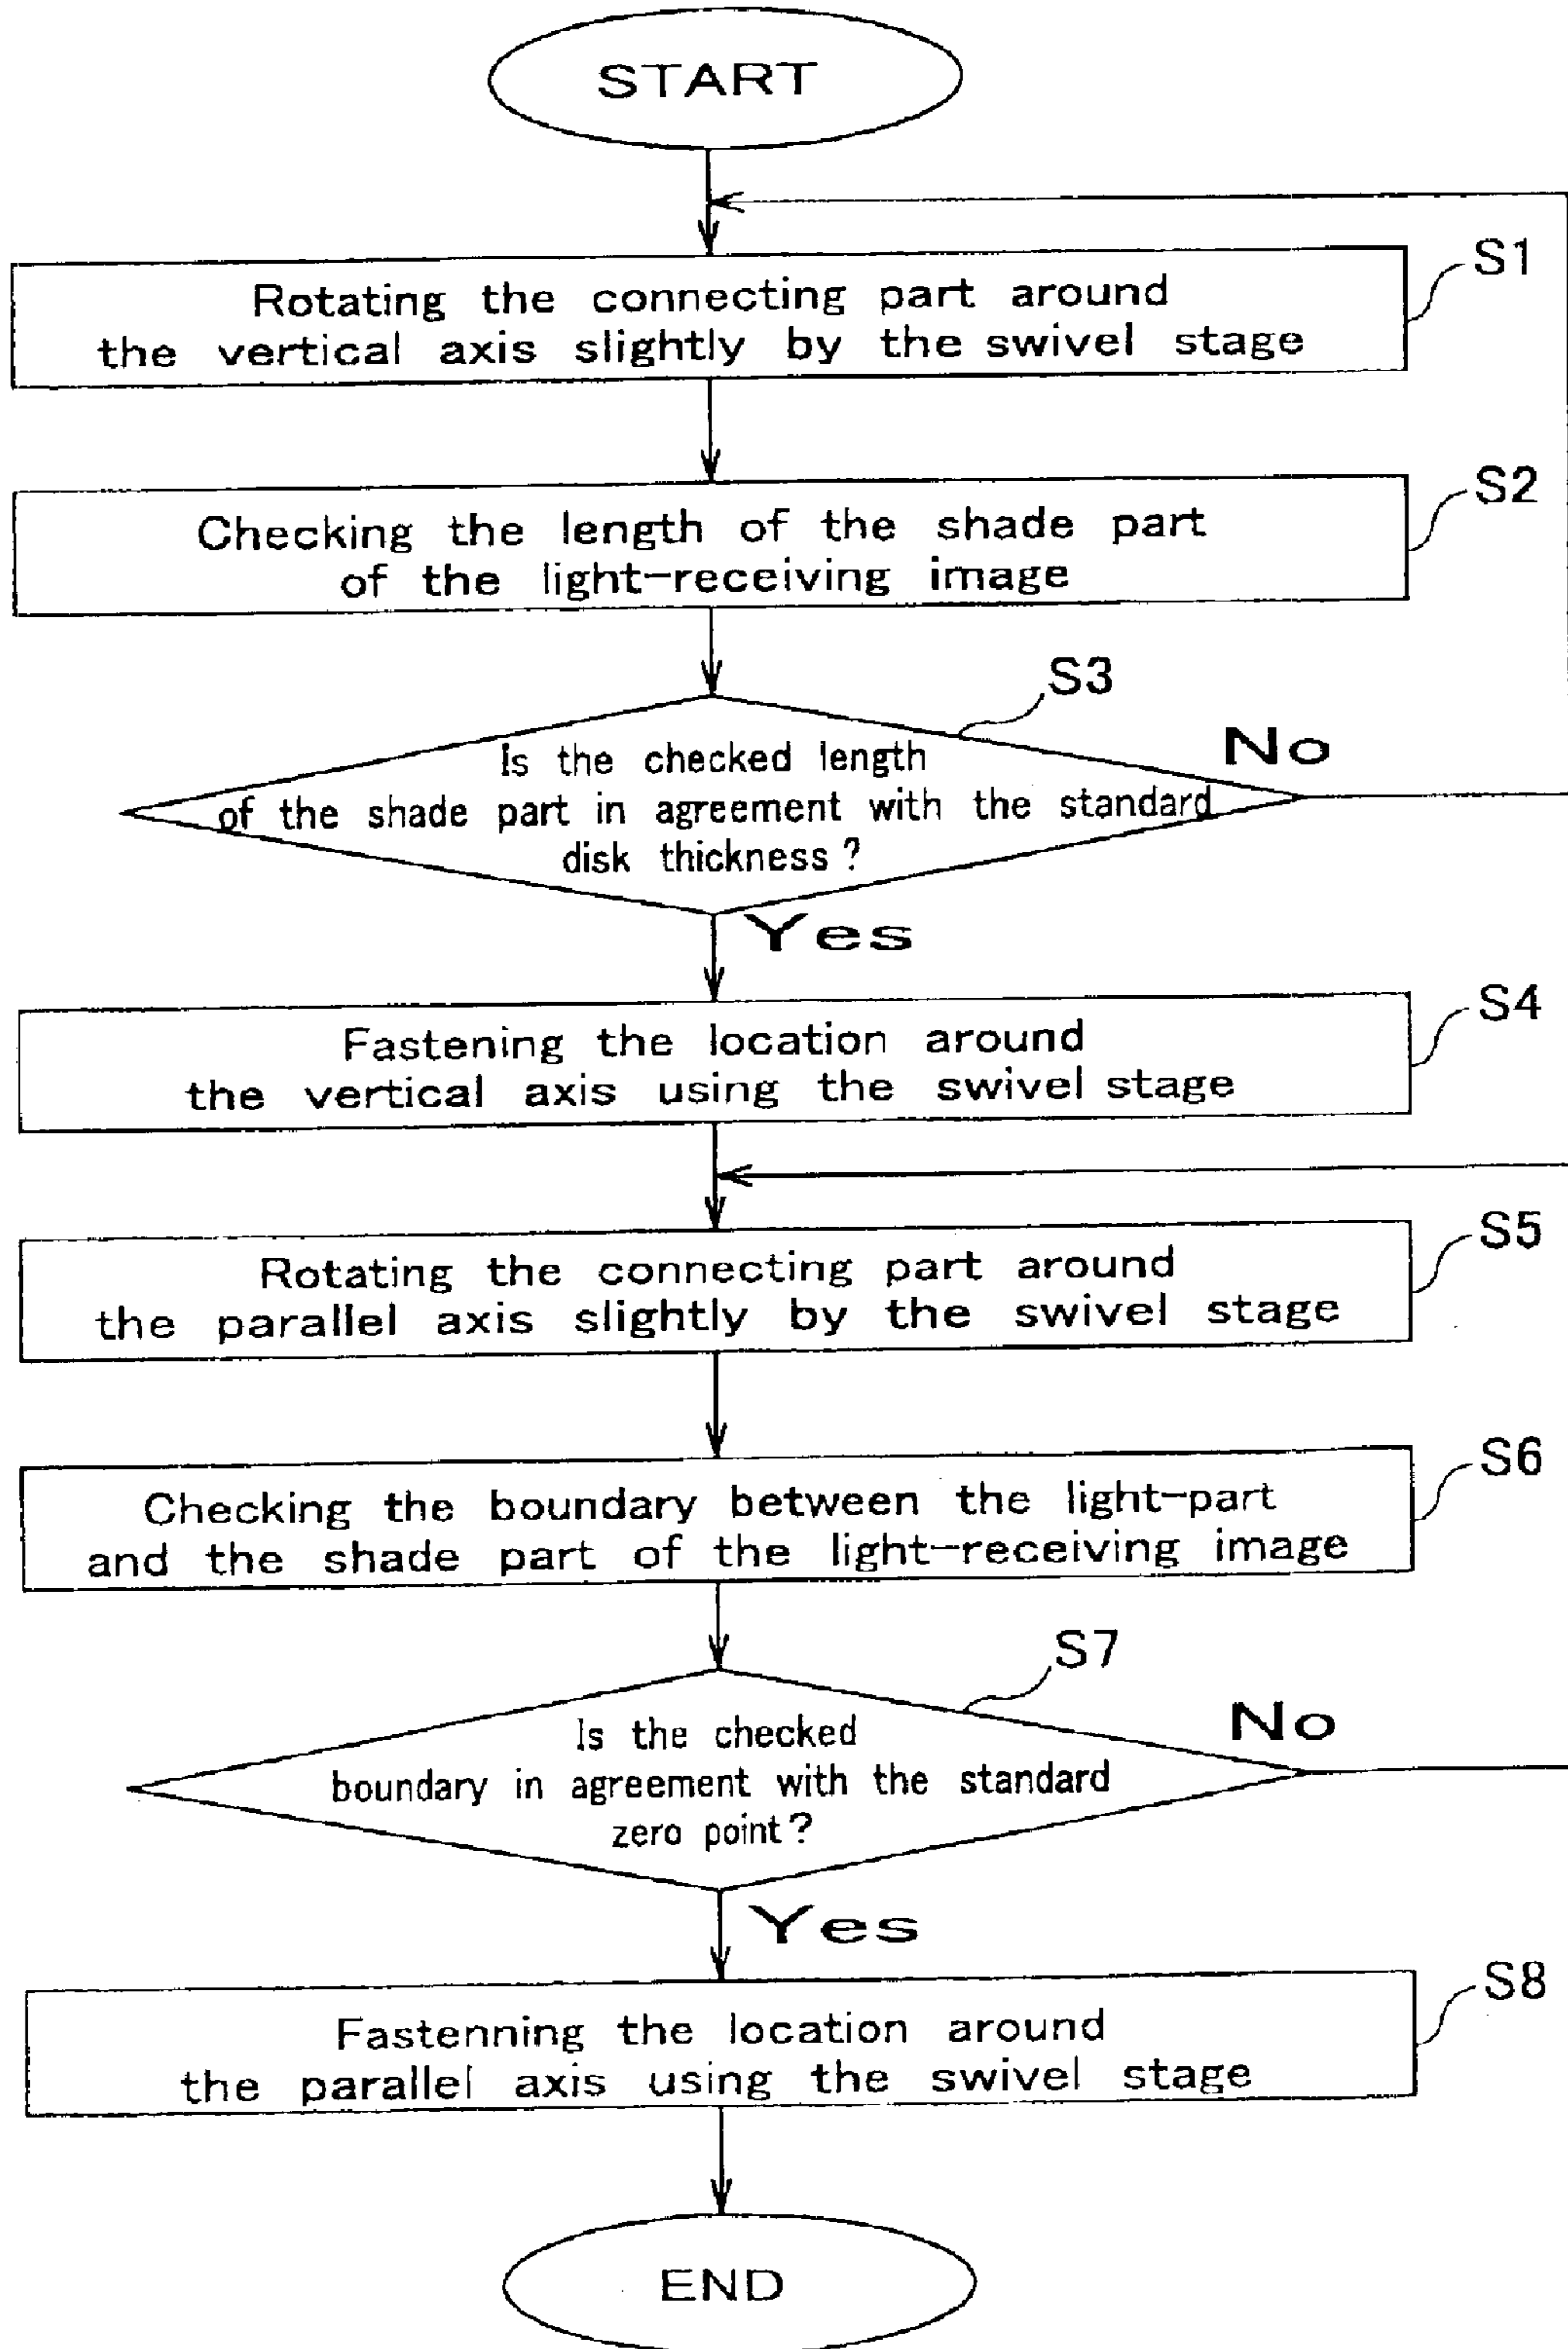 START
S1
Rotating the connecting part around
the vertical axis slightly by the swivel stage
S2
Checking the length of the shade part
of the light-receiving image
S3
Is the checked length
of the shade part in agreement with the standard
disk thickness?
No
Yes
S4
Fastening the location around
the vertical axis using the swivel stage
S5
Rotating the connecting part around
the parallel axis slightly by the swivel stage
S6
Checking the boundary between the light-part
and the shade part of the light-receiving image
S7
Is the checked
boundary in agreement with the standard
zero point?
No
Yes
S8
Fastenning the location around
the parallel axis using the swivel stage
END